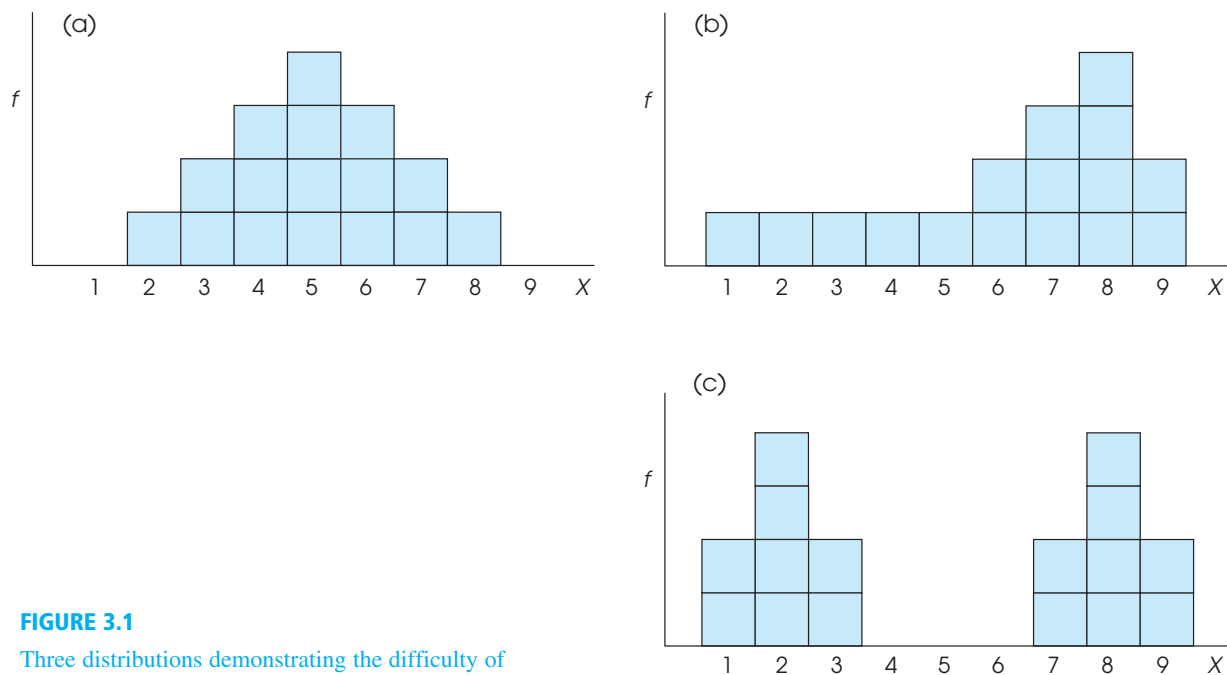 (a)
f
1 2 3 4 5 6 7 8 9 X
(b)
f
1 2 3 4 5 6 7 8 9 X
(c)
f
1 2 3 4 5 6 7 8 9 X
FIGURE 3.1
Three distributions demonstrating the difficulty of